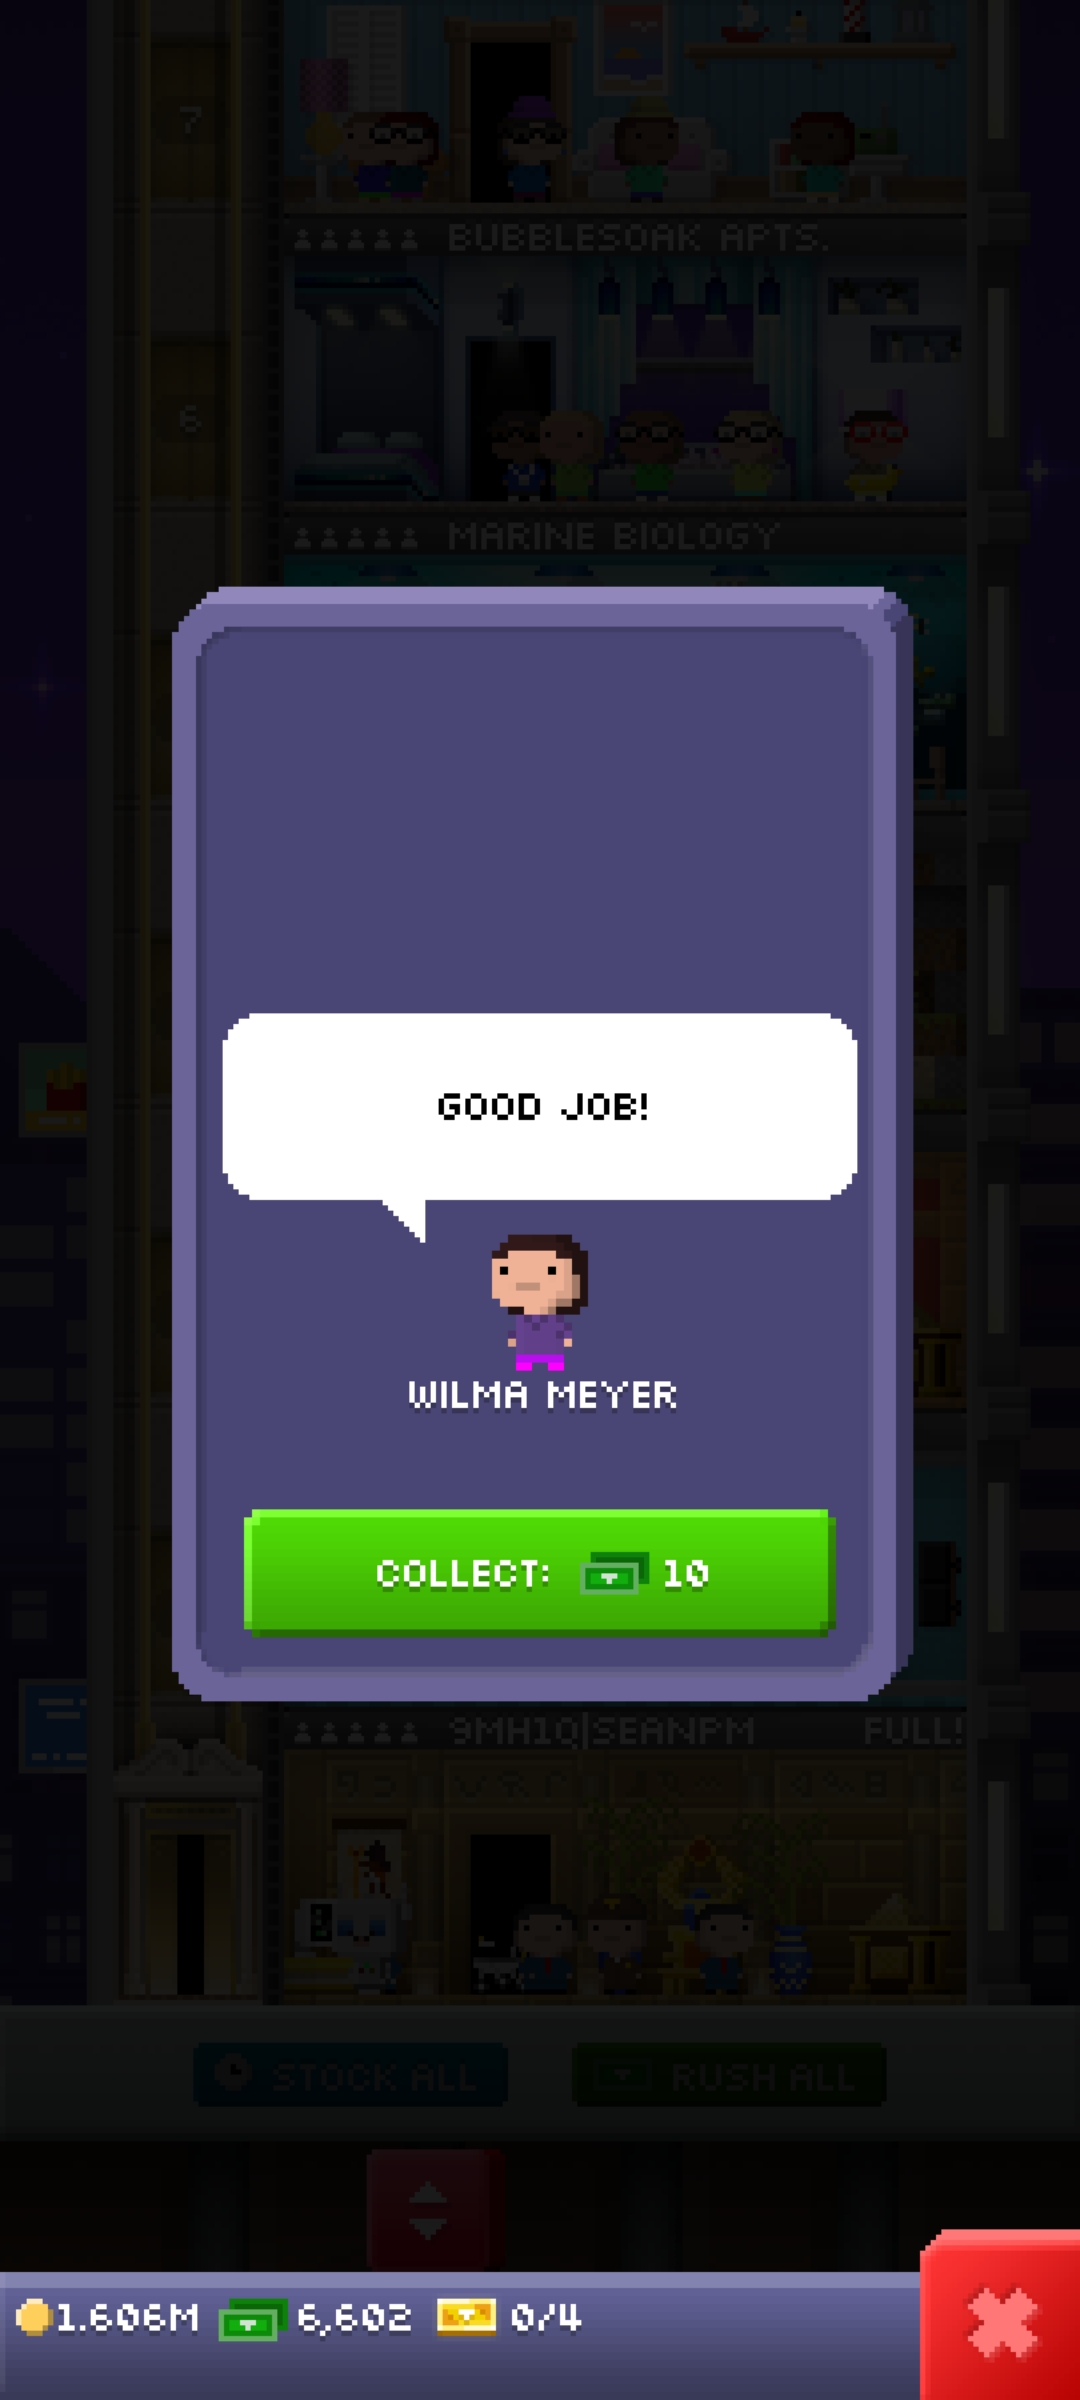 7
BUBBLESOAK APTS.
6
MARINE BIOLOGY
GOOD JOB!
WILMA MEYER
COLLECT: 10
9MH1Q|SEANPM FULL!
STOCK ALL RUSH ALL
1.606M 6,602 0/4